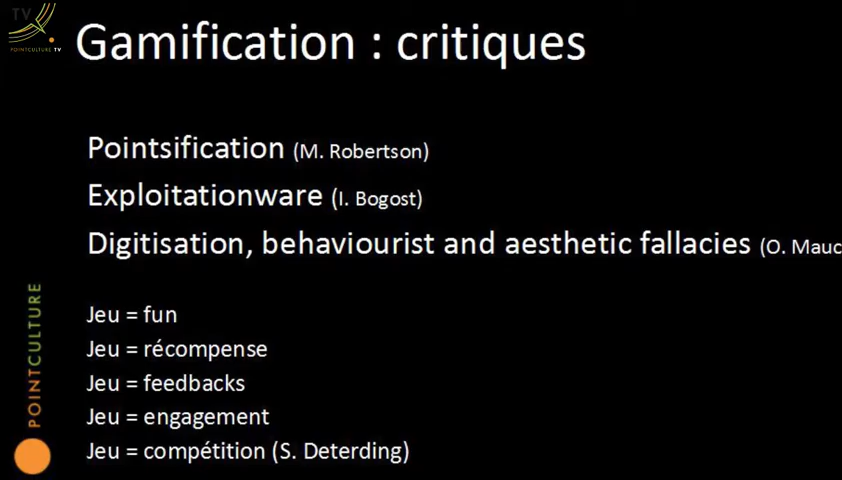 TV
POINTCULTURE TV
Gamification : critiques
Pointsification (M. Robertson)
Exploitationware (I. Bogost)
Digitisation, behaviourist and aesthetic fallacies (O. Mauc
Jeu = fun
Jeu = récompense
Jeu = feedbacks
Jeu = engagement
Jeu = compétition (S. Deterding)
POINTCULTURE